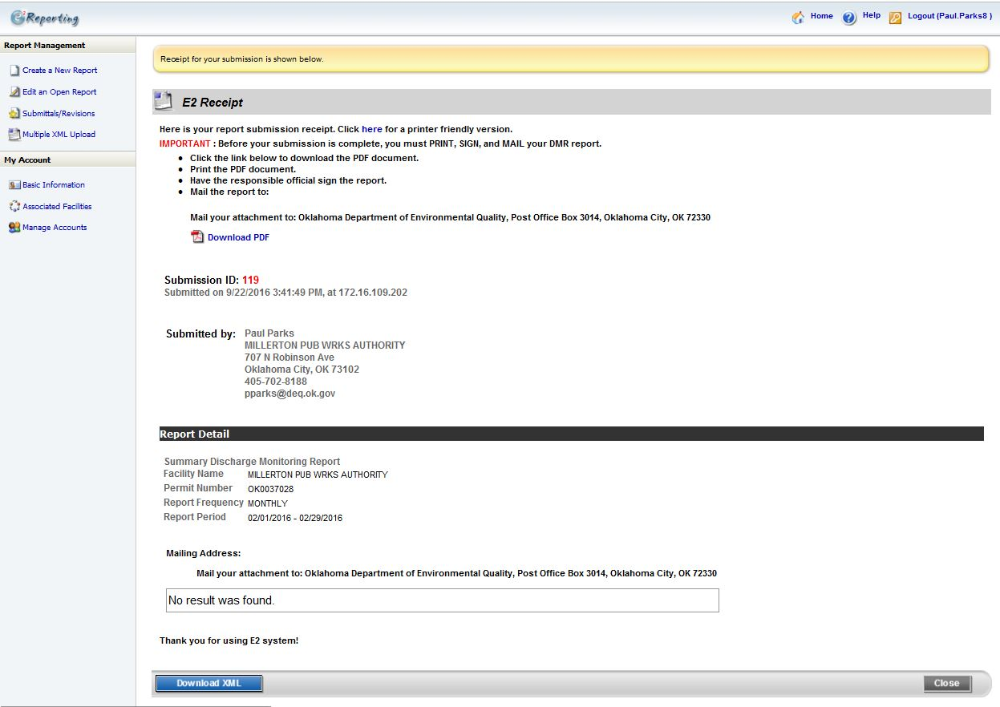 E2 Reporting
Home Help Logout (Paul.Parks8 )
Report Management
Create a New Report
Edit an Open Report
Submittals/Revisions
Multiple XML Upload
My Account
Basic Information
Associated Facilities
Manage Accounts
Receipt for your submission is shown below.
E2 Receipt
Here is your report submission receipt. Click here for a printer friendly version.
IMPORTANT : Before your submission is complete, you must PRINT, SIGN, and MAIL your DMR report.
• Click the link below to download the PDF document.
• Print the PDF document.
• Have the responsible official sign the report.
• Mail the report to:
Mail your attachment to: Oklahoma Department of Environmental Quality, Post Office Box 3014, Oklahoma City, OK 72330
Download PDF
Submission ID: 119
Submitted on 9/22/2016 3:41:49 PM, at 172.16.109.202
Submitted by: Paul Parks
MILLERTON PUB WRKS AUTHORITY
707 N Robinson Ave
Oklahoma City, OK 73102
405-702-8188
pparks@deq.ok.gov
Report Detail
Summary Discharge Monitoring Report
Facility Name MILLERTON PUB WRKS AUTHORITY
Permit Number OK0037028
Report Frequency MONTHLY
Report Period 02/01/2016 - 02/29/2016
Mailing Address:
Mail your attachment to: Oklahoma Department of Environmental Quality, Post Office Box 3014, Oklahoma City, OK 72330
No result was found.
Thank you for using E2 system!
Download XML Close